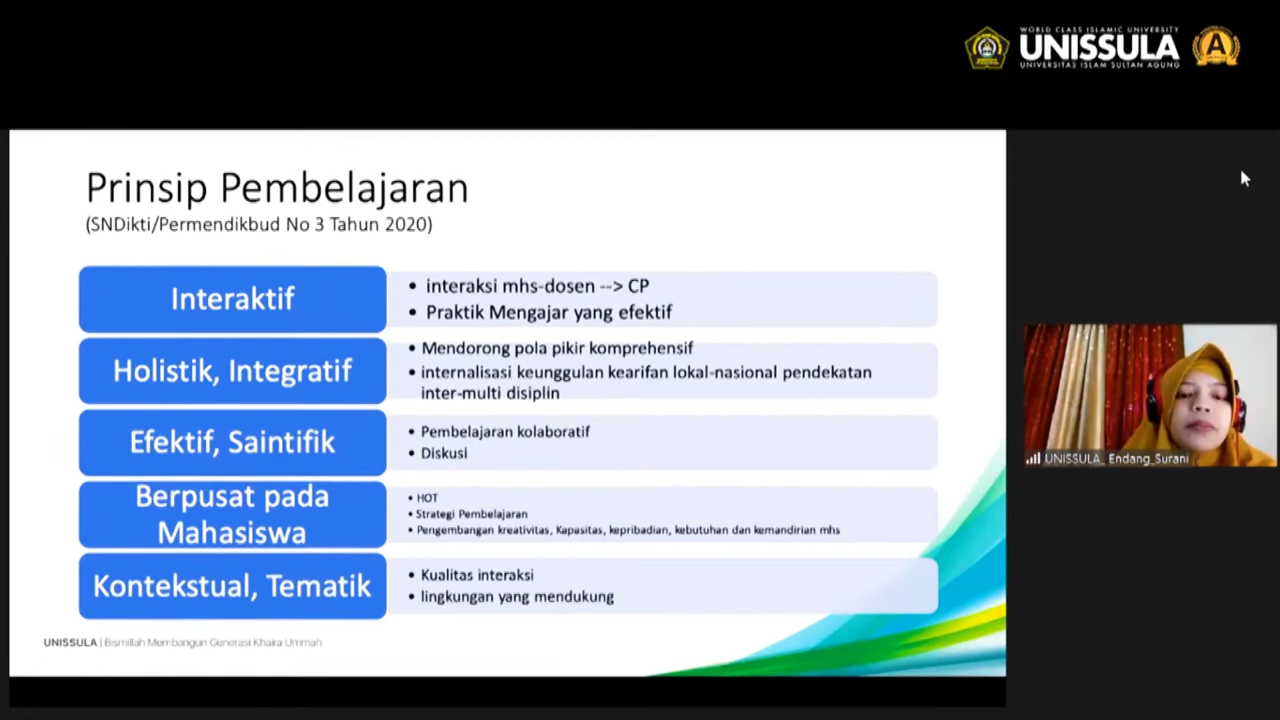 WORLD CLASS ISLAMIC UNIVERSITY
UNISSULA
UNIVERSITAS ISLAM SULTAN AGUNG
A
Prinsip Pembelajaran
(SNDikti/Permendikbud No 3 Tahun 2020)
Interaktif
• interaksi mhs-dosen --> CP
• Praktik Mengajar yang efektif
Holistik, Integratif
• Mendorong pola pikir komprehensif
• internalisasi keunggulan kearifan lokal-nasional pendekatan
inter-multi disiplin
Efektif, Saintifik
• Pembelajaran kolaboratif
• Diskusi
Berpusat pada
Mahasiswa
• HOT
• Strategi Pembelajaran
• Pengembangan kreativitas, Kapasitas, kepribadian, kebutuhan dan kemandirian mhs
Kontekstual, Tematik
• Kualitas interaksi
• lingkungan yang mendukung
UNISSULA | Bismillah Membangun Generasi Khaira Ummah
UNISSULA_ Endang_Surani